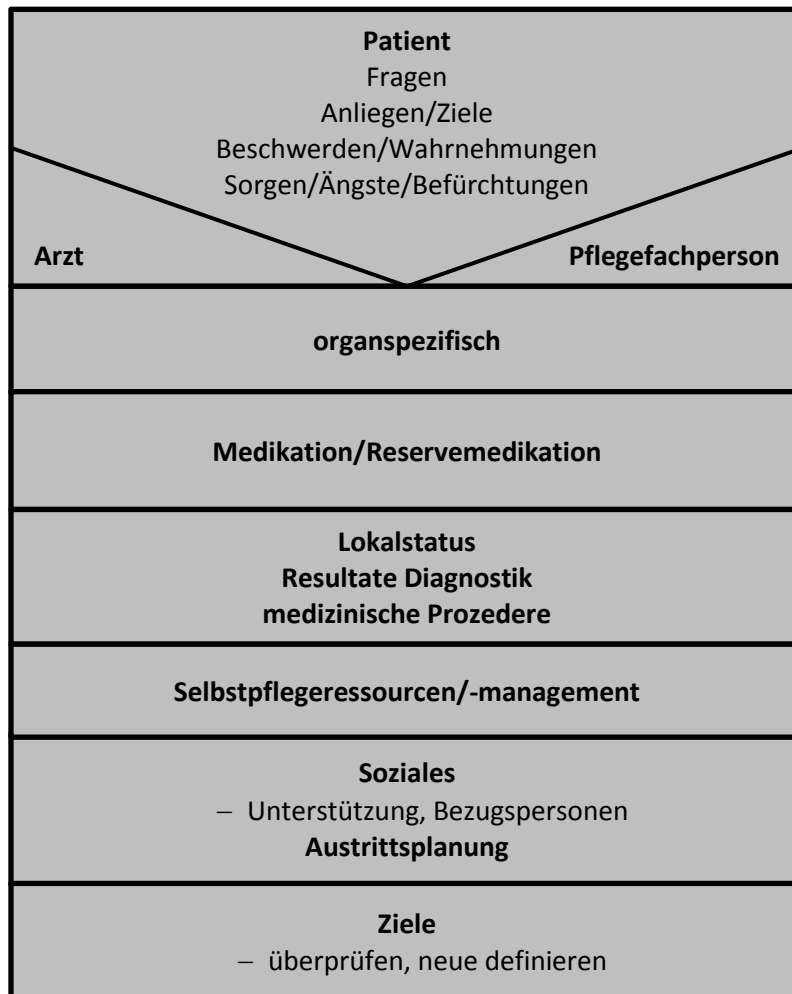 Patient
Fragen
Anliegen/Ziele
Beschwerden/Wahrnehmungen
Sorgen/Ängste/Befürchtungen
Arzt
Pflegefachperson
organspezifisch
Medikation/Reservemedikation
Lokalstatus
Resultate Diagnostik
medizinische Prozedere
Selbstpflegeressourcen/-management
Soziales
– Unterstützung, Bezugspersonen
Austrittsplanung
Ziele
– überprüfen, neue definieren